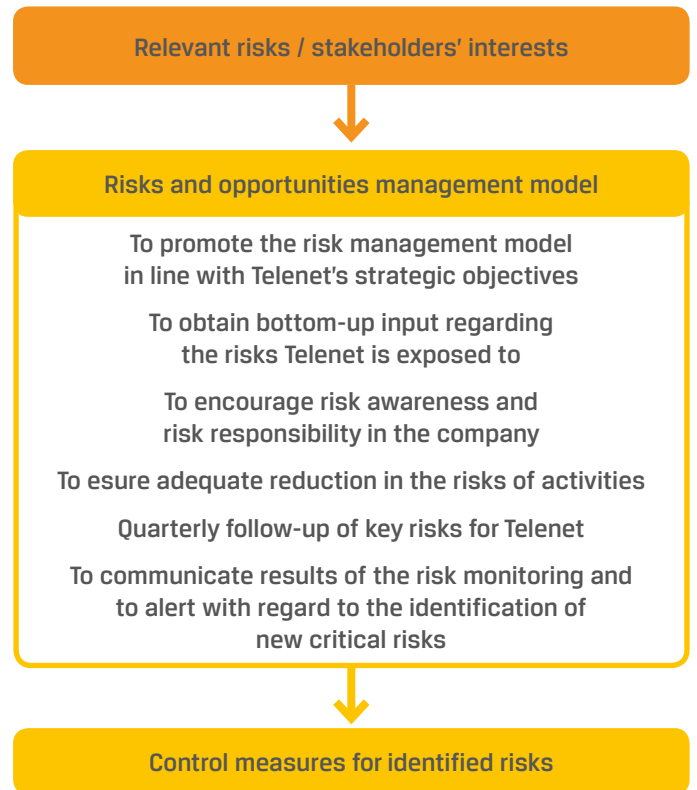 Relevant risks / stakeholders’ interests
Risks and opportunities management model
To promote the risk management model
in line with Telenet’s strategic objectives
To obtain bottom-up input regarding
the risks Telenet is exposed to
To encourage risk awareness and
risk responsibility in the company
To esure adequate reduction in the risks of activities
Quarterly follow-up of key risks for Telenet
To communicate results of the risk monitoring and
to alert with regard to the identification of
new critical risks
Control measures for identified risks